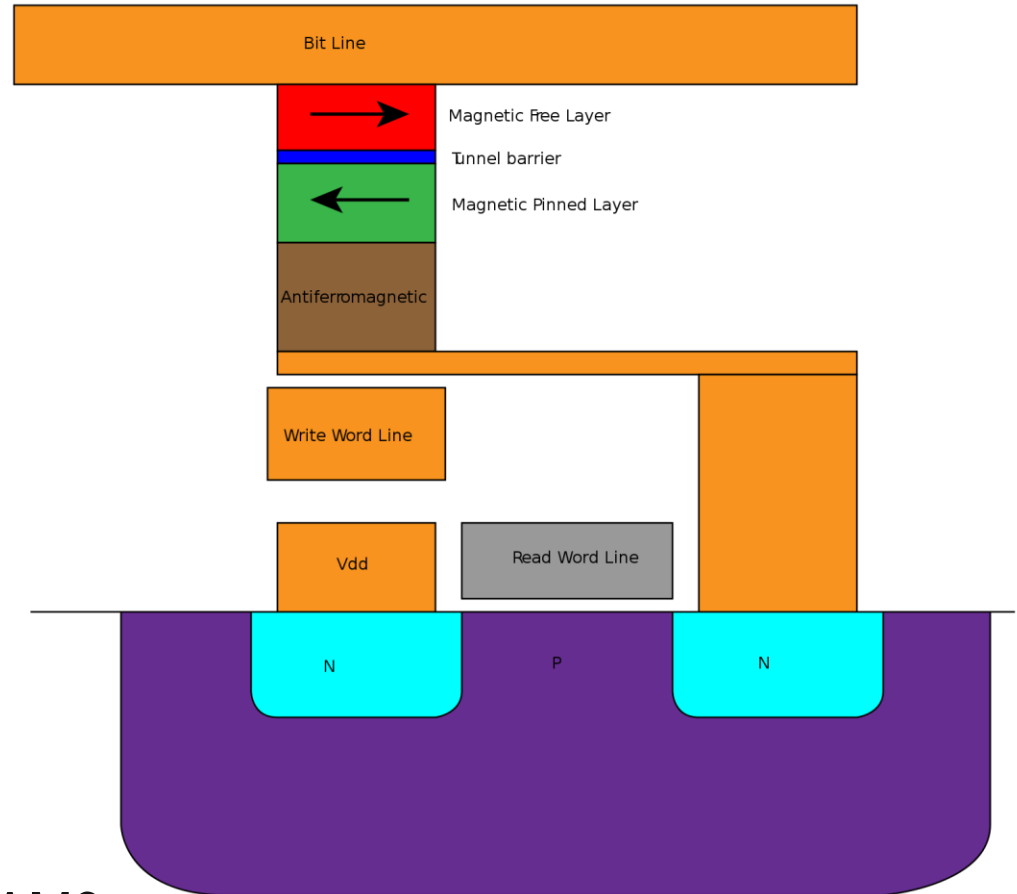 Bit Line
Magnetic Free Layer
Tunnel barrier
Magnetic Pinned Layer
Antiferromagnetic
Write Word Line
Vdd
Read Word Line
N
P
N